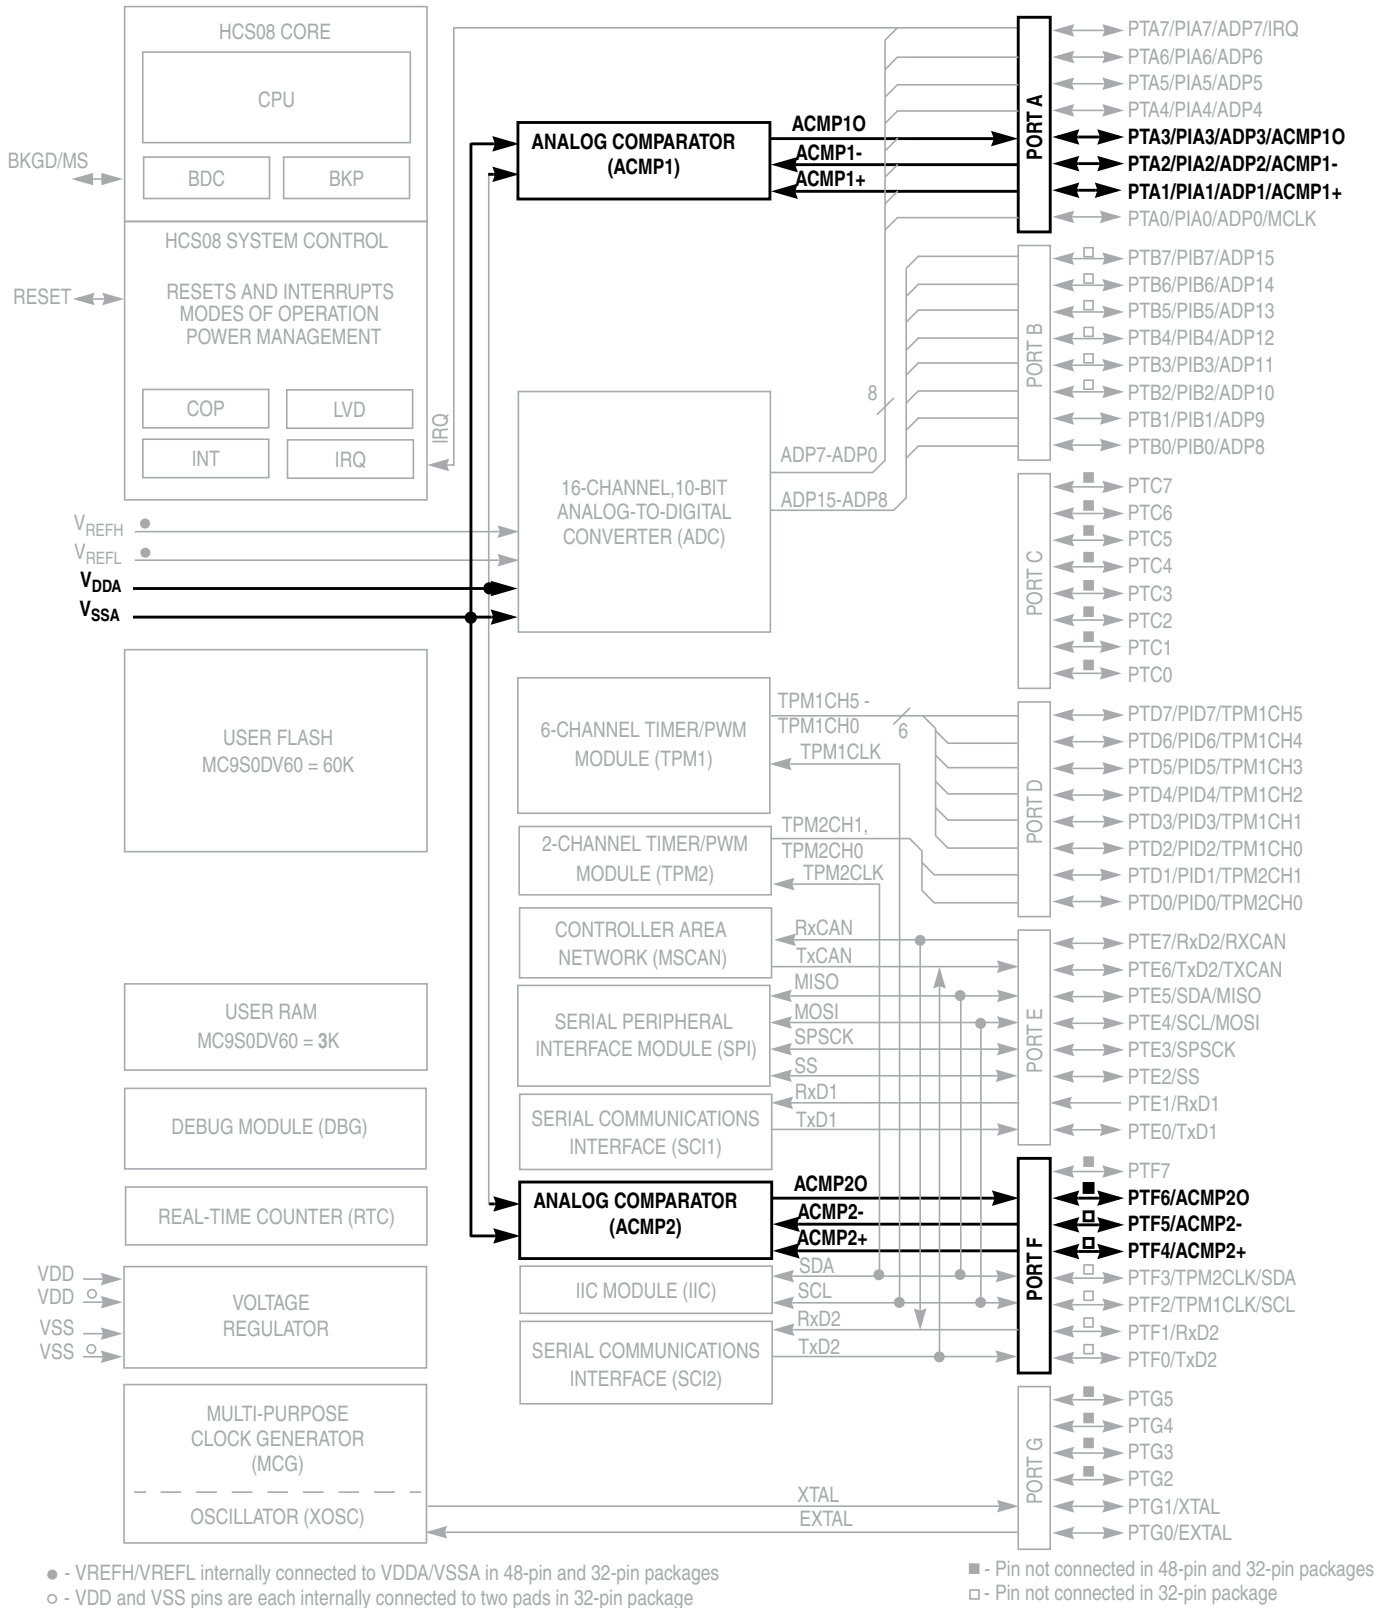 HCS08 CORE
CPU
BDC
BKP
BKGD/MS
HCS08 SYSTEM CONTROL
RESETS AND INTERRUPTS
MODES OF OPERATION
POWER MANAGEMENT
RESET
COP
LVD
INT
IRQ
IRQ
VREFH
VREFL
VDDA
VSSA
USER FLASH
MC9S0DV60 = 60K
USER RAM
MC9S0DV60 = 3K
DEBUG MODULE (DBG)
REAL-TIME COUNTER (RTC)
VDD
VDD
VSS
VSS
VOLTAGE
REGULATOR
MULTI-PURPOSE
CLOCK GENERATOR
(MCG)
OSCILLATOR (XOSC)
ANALOG COMPARATOR
(ACMP1)
ACMP1O
ACMP1-
ACMP1+
16-CHANNEL,10-BIT
ANALOG-TO-DIGITAL
CONVERTER (ADC)
8
ADP7-ADP0
ADP15-ADP8
6-CHANNEL TIMER/PWM
MODULE (TPM1)
TPM1CH5 -
TPM1CH0
6
TPM1CLK
2-CHANNEL TIMER/PWM
MODULE (TPM2)
TPM2CH1,
TPM2CH0
TPM2CLK
CONTROLLER AREA
NETWORK (MSCAN)
RxCAN
TxCAN
SERIAL PERIPHERAL
INTERFACE MODULE (SPI)
MISO
MOSI
SPSCK
SS
SERIAL COMMUNICATIONS
INTERFACE (SCI1)
RxD1
TxD1
ANALOG COMPARATOR
(ACMP2)
ACMP2O
ACMP2-
ACMP2+
IIC MODULE (IIC)
SDA
SCL
SERIAL COMMUNICATIONS
INTERFACE (SCI2)
RxD2
TxD2
XTAL
EXTAL
PORT A
PTA7/PIA7/ADP7/IRQ
PTA6/PIA6/ADP6
PTA5/PIA5/ADP5
PTA4/PIA4/ADP4
PTA3/PIA3/ADP3/ACMP1O
PTA2/PIA2/ADP2/ACMP1-
PTA1/PIA1/ADP1/ACMP1+
PTA0/PIA0/ADP0/MCLK
PORT B
PTB7/PIB7/ADP15
PTB6/PIB6/ADP14
PTB5/PIB5/ADP13
PTB4/PIB4/ADP12
PTB3/PIB3/ADP11
PTB2/PIB2/ADP10
PTB1/PIB1/ADP9
PTB0/PIB0/ADP8
PORT C
PTC7
PTC6
PTC5
PTC4
PTC3
PTC2
PTC1
PTC0
PORT D
PTD7/PID7/TPM1CH5
PTD6/PID6/TPM1CH4
PTD5/PID5/TPM1CH3
PTD4/PID4/TPM1CH2
PTD3/PID3/TPM1CH1
PTD2/PID2/TPM1CH0
PTD1/PID1/TPM2CH1
PTD0/PID0/TPM2CH0
PORT E
PTE7/RxD2/RXCAN
PTE6/TxD2/TXCAN
PTE5/SDA/MISO
PTE4/SCL/MOSI
PTE3/SPSCK
PTE2/SS
PTE1/RxD1
PTE0/TxD1
PORT F
PTF7
PTF6/ACMP2O
PTF5/ACMP2-
PTF4/ACMP2+
PTF3/TPM2CLK/SDA
PTF2/TPM1CLK/SCL
PTF1/RxD2
PTF0/TxD2
PORT G
PTG5
PTG4
PTG3
PTG2
PTG1/XTAL
PTG0/EXTAL
● - VREFH/VREFL internally connected to VDDA/VSSA in 48-pin and 32-pin packages
○ - VDD and VSS pins are each internally connected to two pads in 32-pin package
■ - Pin not connected in 48-pin and 32-pin packages
□ - Pin not connected in 32-pin package